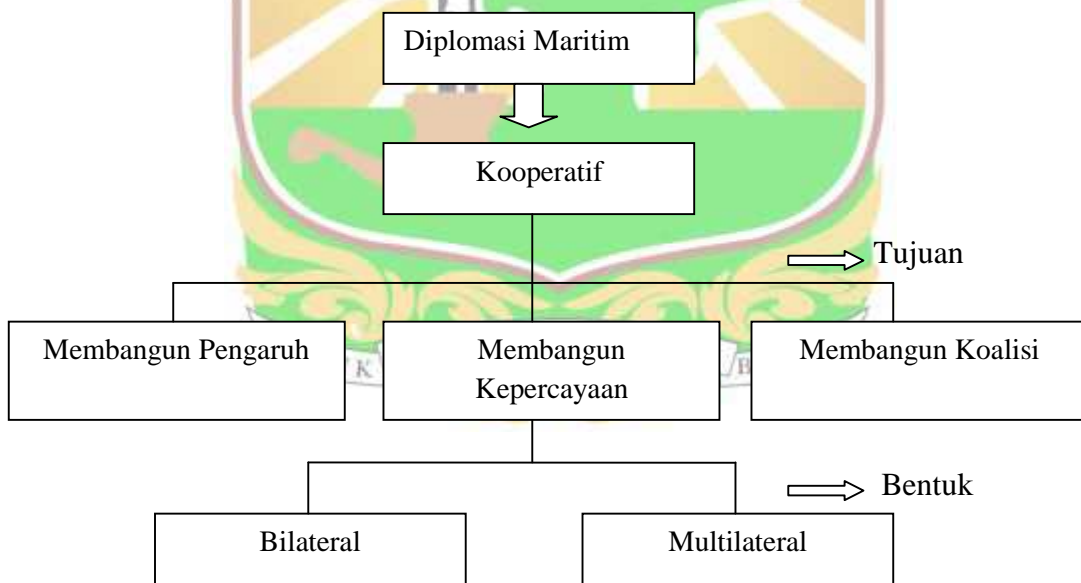 Diplomasi Maritim
Kooperatif
Tujuan
Membangun Pengaruh
Membangun
Kepercayaan
Membangun Koalisi
K
B
Bentuk
Bilateral
Multilateral